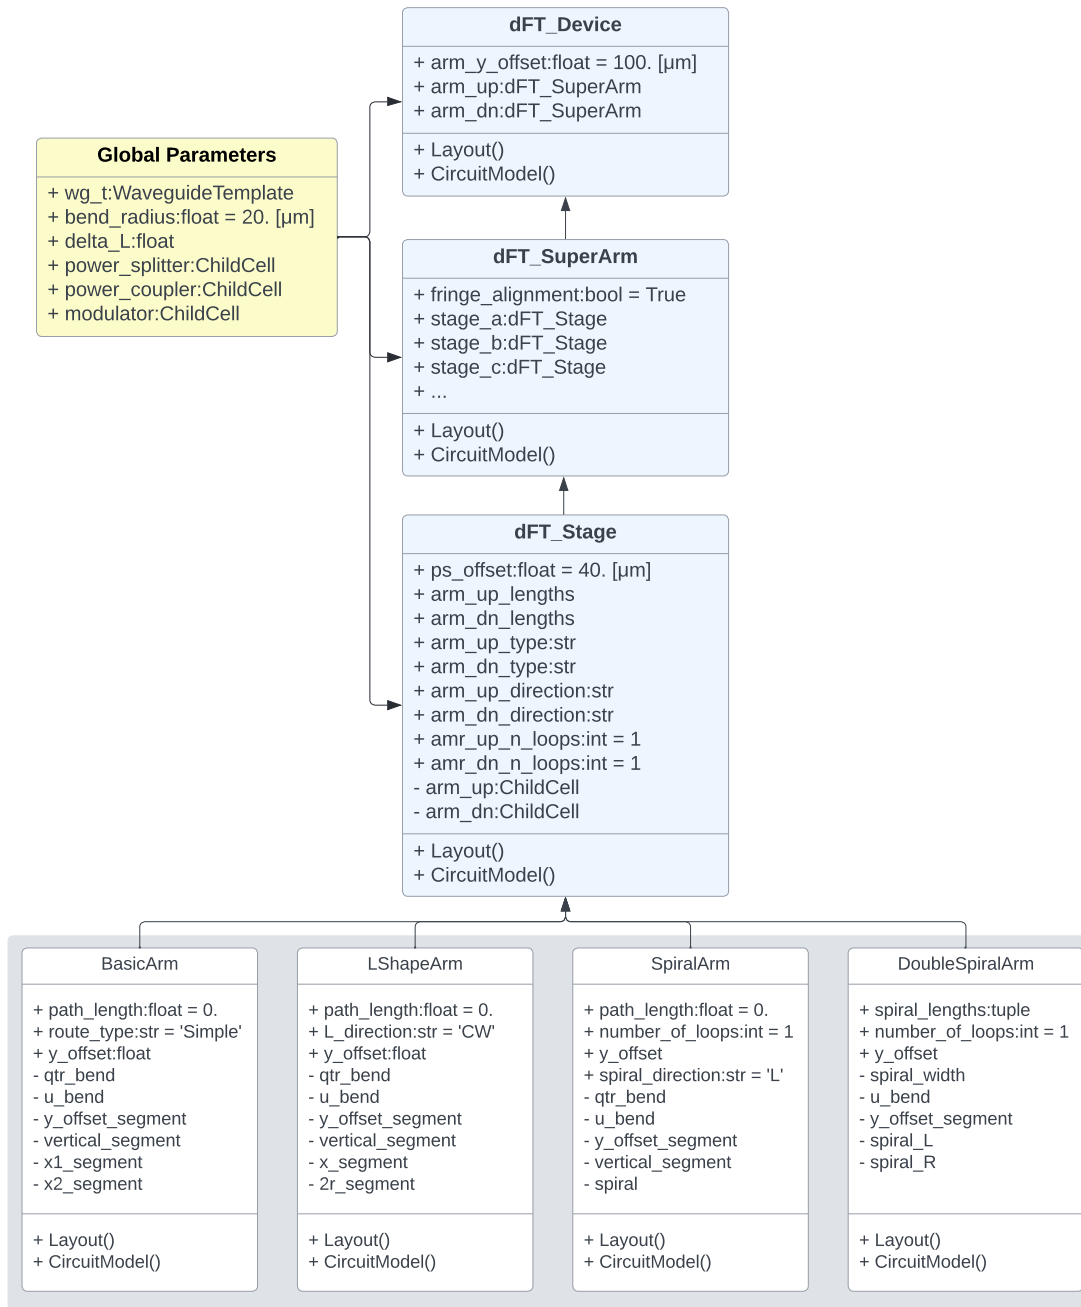 dFT_Device
+ arm_y_offset:float = 100. [µm]
+ arm_up:dFT_SuperArm
+ arm_dn:dFT_SuperArm
+ Layout()
+ CircuitModel()
Global Parameters
+ wg_t:WaveguideTemplate
+ bend_radius:float = 20. [µm]
+ delta_L:float
+ power_splitter:ChildCell
+ power_coupler:ChildCell
+ modulator:ChildCell
dFT_SuperArm
+ fringe_alignment:bool = True
+ stage_a:dFT_Stage
+ stage_b:dFT_Stage
+ stage_c:dFT_Stage
+ ...
+ Layout()
+ CircuitModel()
dFT_Stage
+ ps_offset:float = 40. [µm]
+ arm_up_lengths
+ arm_dn_lengths
+ arm_up_type:str
+ arm_dn_type:str
+ arm_up_direction:str
+ arm_dn_direction:str
+ amr_up_n_loops:int = 1
+ amr_dn_n_loops:int = 1
- arm_up:ChildCell
- arm_dn:ChildCell
+ Layout()
+ CircuitModel()
BasicArm
+ path_length:float = 0.
+ route_type:str = 'Simple'
+ y_offset:float
- qtr_bend
- u_bend
- y_offset_segment
- vertical_segment
- x1_segment
- x2_segment
+ Layout()
+ CircuitModel()
LShapeArm
+ path_length:float = 0.
+ L_direction:str = 'CW'
+ y_offset:float
- qtr_bend
- u_bend
- y_offset_segment
- vertical_segment
- x_segment
- 2r_segment
+ Layout()
+ CircuitModel()
SpiralArm
+ path_length:float = 0.
+ number_of_loops:int = 1
+ y_offset
+ spiral_direction:str = 'L'
- qtr_bend
- u_bend
- y_offset_segment
- vertical_segment
- spiral
+ Layout()
+ CircuitModel()
DoubleSpiralArm
+ spiral_lengths:tuple
+ number_of_loops:int = 1
+ y_offset
- spiral_width
- u_bend
- y_offset_segment
- spiral_L
- spiral_R
+ Layout()
+ CircuitModel()